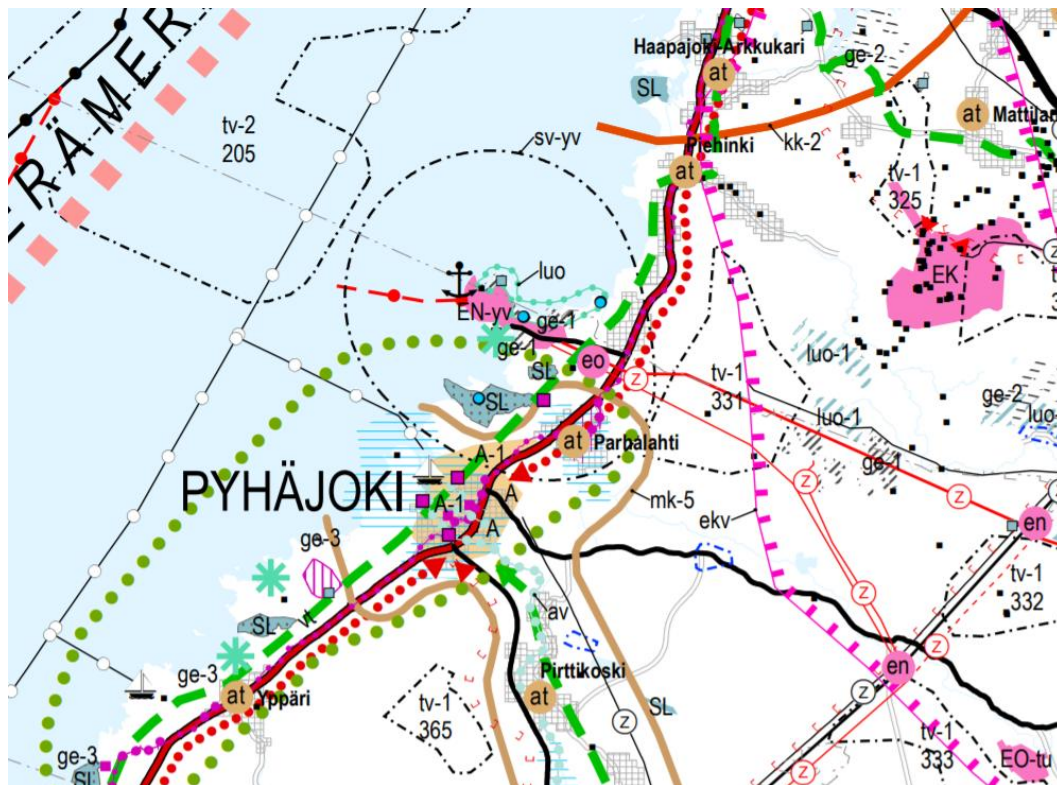 Haapajoki-Arkkukari
at
ge-2
SL
at
Mattilan
tv-2
205
sv-yv
kk-2
Piehinki
at
tv-1
325
luo
EK
z
EN-yv
ge-1
ge-1
eo
SL
z
tv-1
331
luo-1
ge-2
luo-1
luo
SL
at
Parhalahti
ge-1
A-1
PYHÄJOKI
A-1
A
A
mk-5
ekv
z
z
en
ge-3
z
tv-1
332
av
SL
vt
z
en
Pirttikoski
at
ge-3
at
Yppäri
z
z
SL
tv-1
365
z
tv-1
333
EO-tu
ge-3
SL
z